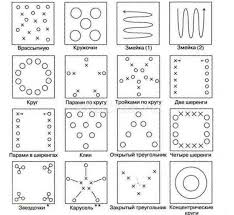 Врассыпную
Кружочки
Змейка (1)
Змейка (2)
Круг
Парами по кругу
Тройками по кругу
Две шеренги
Парами в шеренгах
Клин
Открытый треугольник
Четыре шеренги
Звездочки *
Карусель **
Закрытый треугольник
Концентрические круги